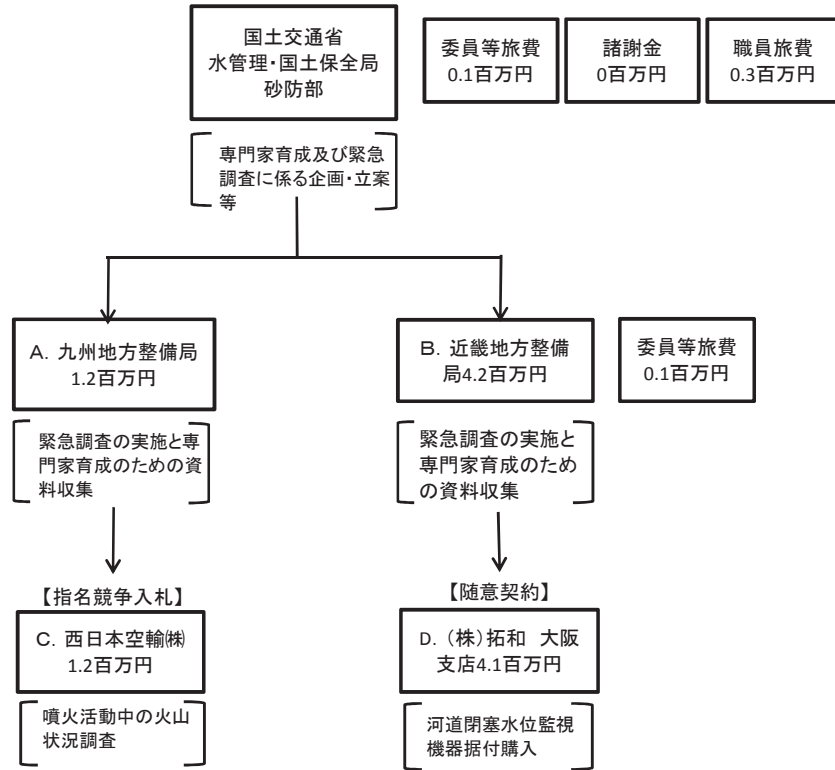 国土交通省
水管理・国土保全局
砂防部
委員等旅費
0.1百万円
諸謝金
0百万円
職員旅費
0.3百万円
専門家育成及び緊急
調査に係る企画・立案
等
A. 九州地方整備局
1.2百万円
B. 近畿地方整備
局4.2百万円
委員等旅費
0.1百万円
緊急調査の実施と専
門家育成のための資
料収集
緊急調査の実施と
専門家育成のため
の資料収集
【指名競争入札】
【随意契約】
C. 西日本空輸㈱
1.2百万円
D. (株)拓和 大阪
支店4.1百万円
噴火活動中の火山
状況調査
河道閉塞水位監視
機器据付購入